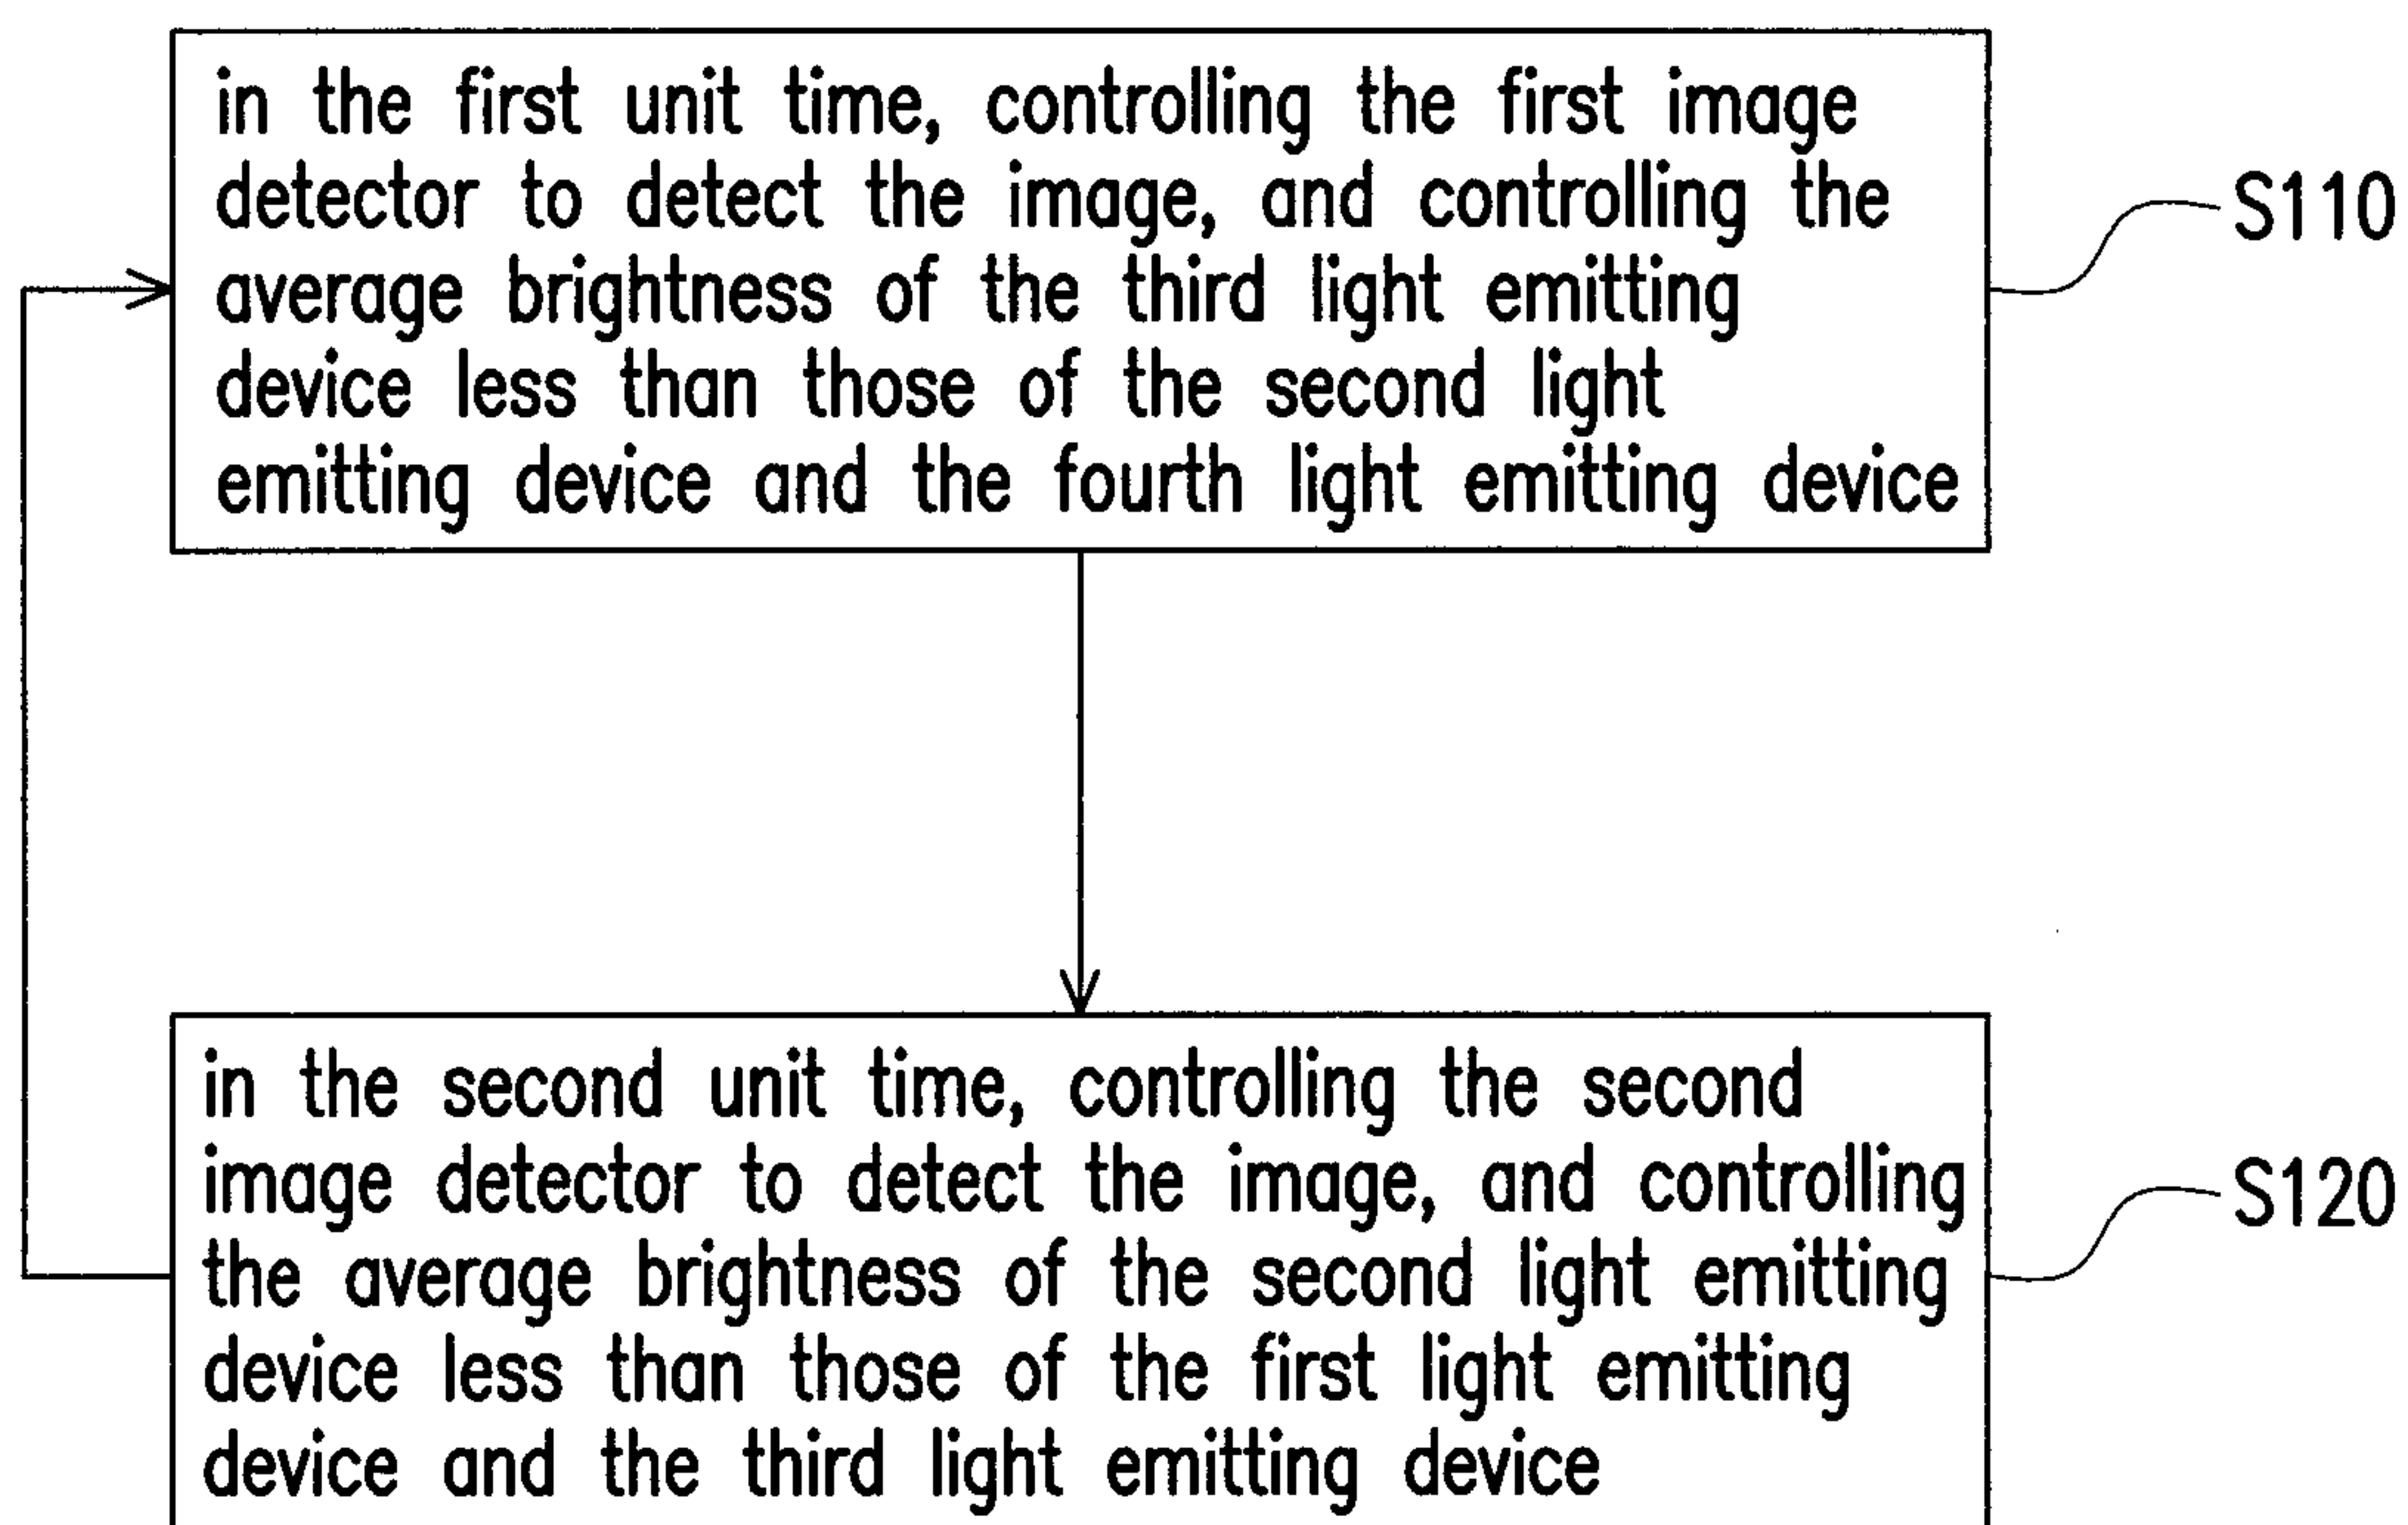 in the first unit time, controlling the first image
detector to detect the image, and controlling the
average brightness of the third light emitting
device less than those of the second light
emitting device and the fourth light emitting device
S110
in the second unit time, controlling the second
image detector to detect the image, and controlling
the average brightness of the second light emitting
device less than those of the first light emitting
device and the third light emitting device
S120